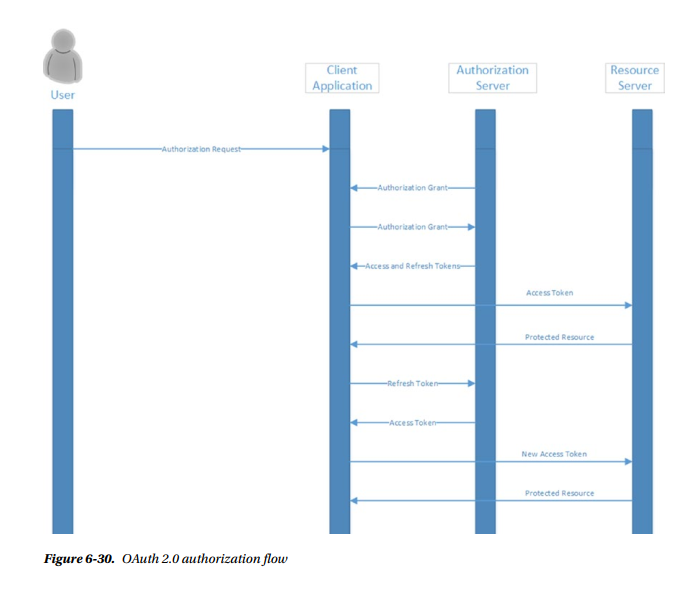 User
Client
Application
Authorization
Server
Resource
Server
Authorization Request
Authorization Grant
Authorization Grant
Access and Refresh Tokens
Access Token
Protected Resource
Refresh Token
Access Token
New Access Token
Protected Resource
Figure 6-30. OAuth 2.0 authorization flow